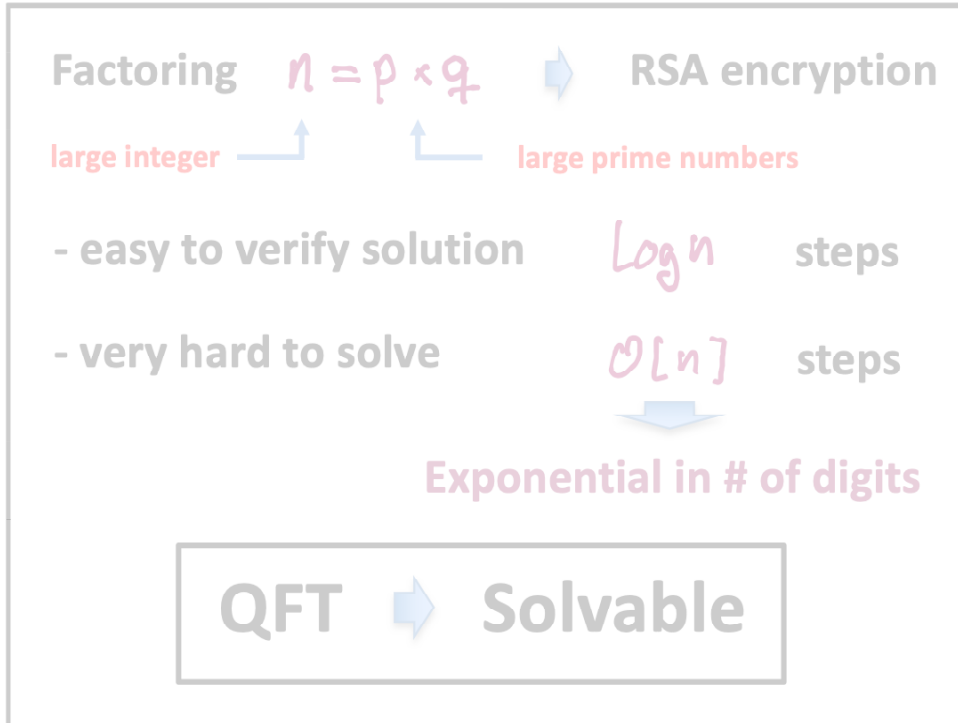 Factoring n = p × q RSA encryption
large integer large prime numbers
- easy to verify solution Log n steps
- very hard to solve O[n] steps
Exponential in # of digits
QFT Solvable